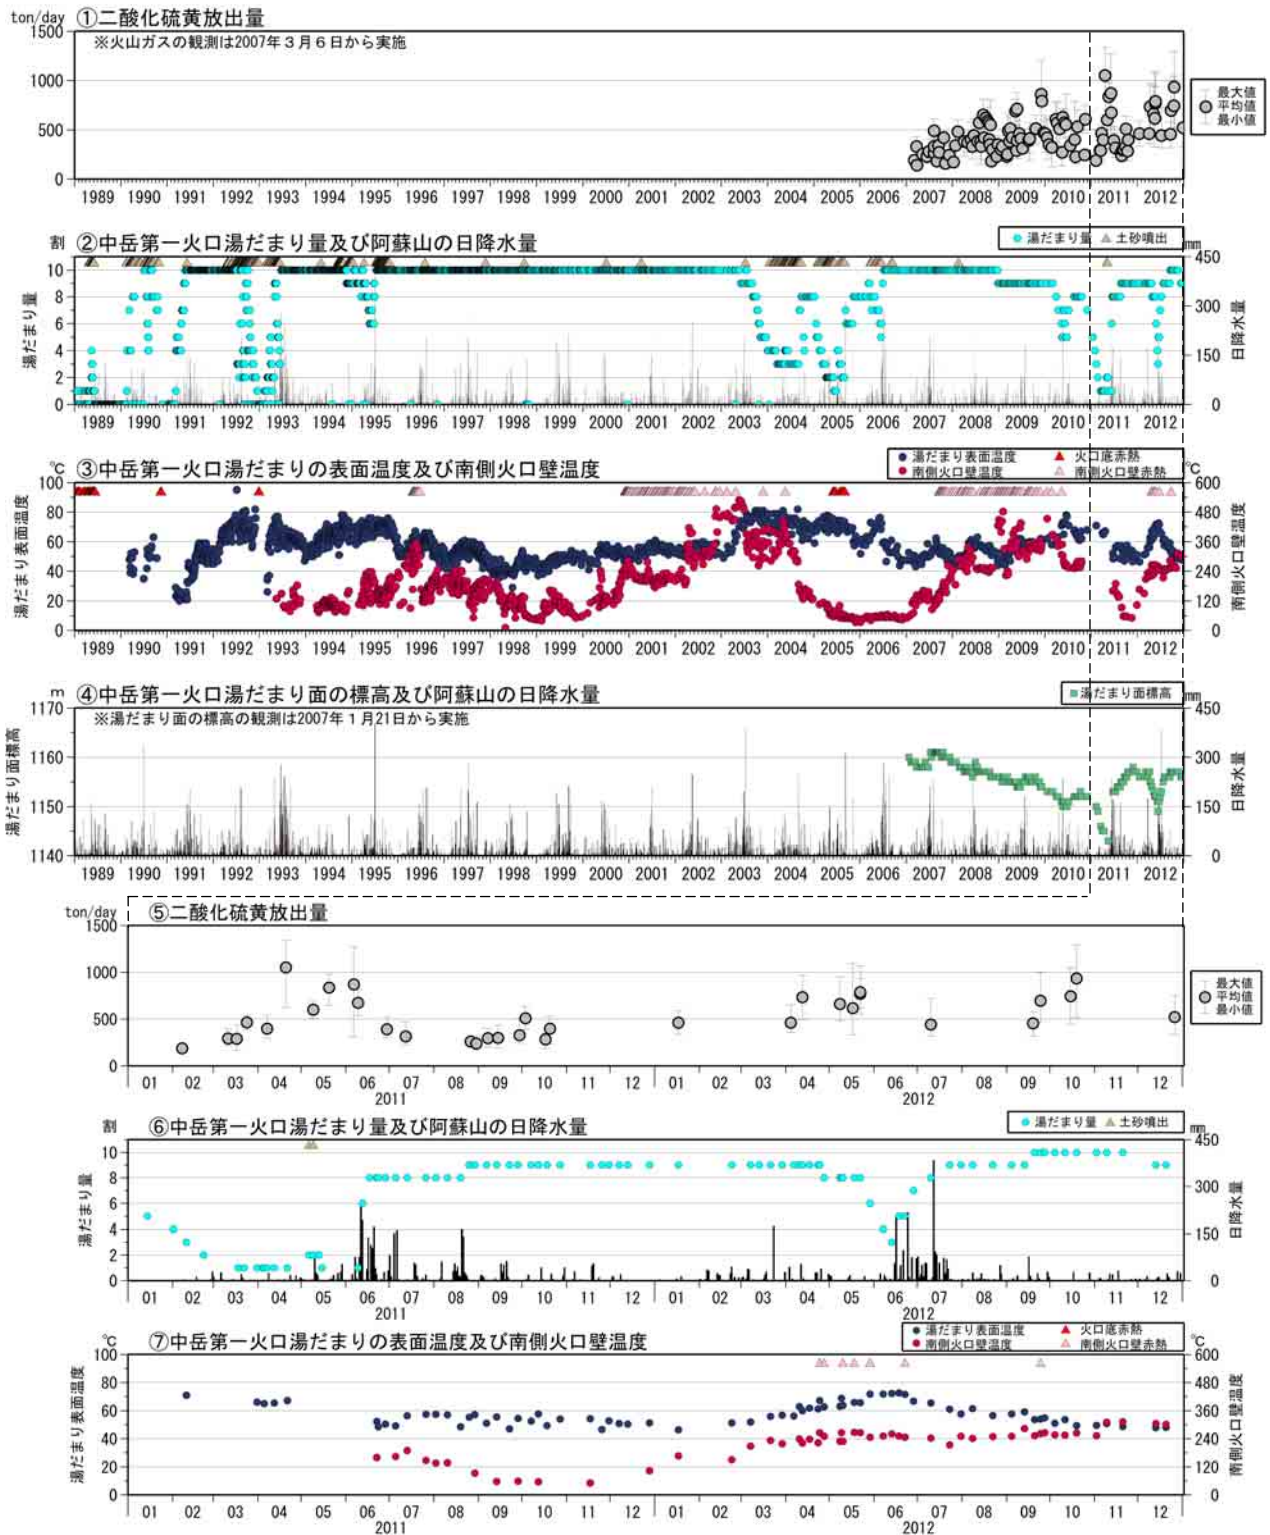 ton/day ①二酸化硫黄放出量
※火山ガスの観測は2007年3月6日から実施
1500
1000
500
0
最大値
平均値
最小値
1989 1990 1991 1992 1993 1994 1995 1996 1997 1998 1999 2000 2001 2002 2003 2004 2005 2006 2007 2008 2009 2010 2011 2012
割 ②中岳第一火口湯だまり量及び阿蘇山の日降水量
湯だまり量 土砂噴出 mm
湯だまり量
10
8
6
4
2
0
450
300
150
0
日降水量
1989 1990 1991 1992 1993 1994 1995 1996 1997 1998 1999 2000 2001 2002 2003 2004 2005 2006 2007 2008 2009 2010 2011 2012
℃ ③中岳第一火口湯だまりの表面温度及び南側火口壁温度
湯だまり表面温度 火口底赤熱
南側火口壁温度 南側火口壁赤熱 ℃
湯だまり表面温度
100
80
60
40
20
0
600
480
360
240
120
0
南側火口壁温度
1989 1990 1991 1992 1993 1994 1995 1996 1997 1998 1999 2000 2001 2002 2003 2004 2005 2006 2007 2008 2009 2010 2011 2012
m ④中岳第一火口湯だまり面の標高及び阿蘇山の日降水量
湯だまり面標高 mm
※湯だまり面の標高の観測は2007年1月21日から実施
湯だまり面標高
1170
1160
1150
1140
450
300
150
0
日降水量
1989 1990 1991 1992 1993 1994 1995 1996 1997 1998 1999 2000 2001 2002 2003 2004 2005 2006 2007 2008 2009 2010 2011 2012
ton/day ⑤二酸化硫黄放出量
1500
1000
500
0
最大値
平均値
最小値
01 02 03 04 05 06 07 08 09 10 11 12 01 02 03 04 05 06 07 08 09 10 11 12
2011 2012
割 ⑥中岳第一火口湯だまり量及び阿蘇山の日降水量
湯だまり量 土砂噴出 mm
湯だまり量
10
8
6
4
2
0
450
300
150
0
日降水量
01 02 03 04 05 06 07 08 09 10 11 12 01 02 03 04 05 06 07 08 09 10 11 12
2011 2012
℃ ⑦中岳第一火口湯だまりの表面温度及び南側火口壁温度
湯だまり表面温度 火口底赤熱
南側火口壁温度 南側火口壁赤熱 ℃
湯だまり表面温度
100
80
60
40
20
0
600
480
360
240
120
0
南側火口壁温度
01 02 03 04 05 06 07 08 09 10 11 12 01 02 03 04 05 06 07 08 09 10 11 12
2011 2012